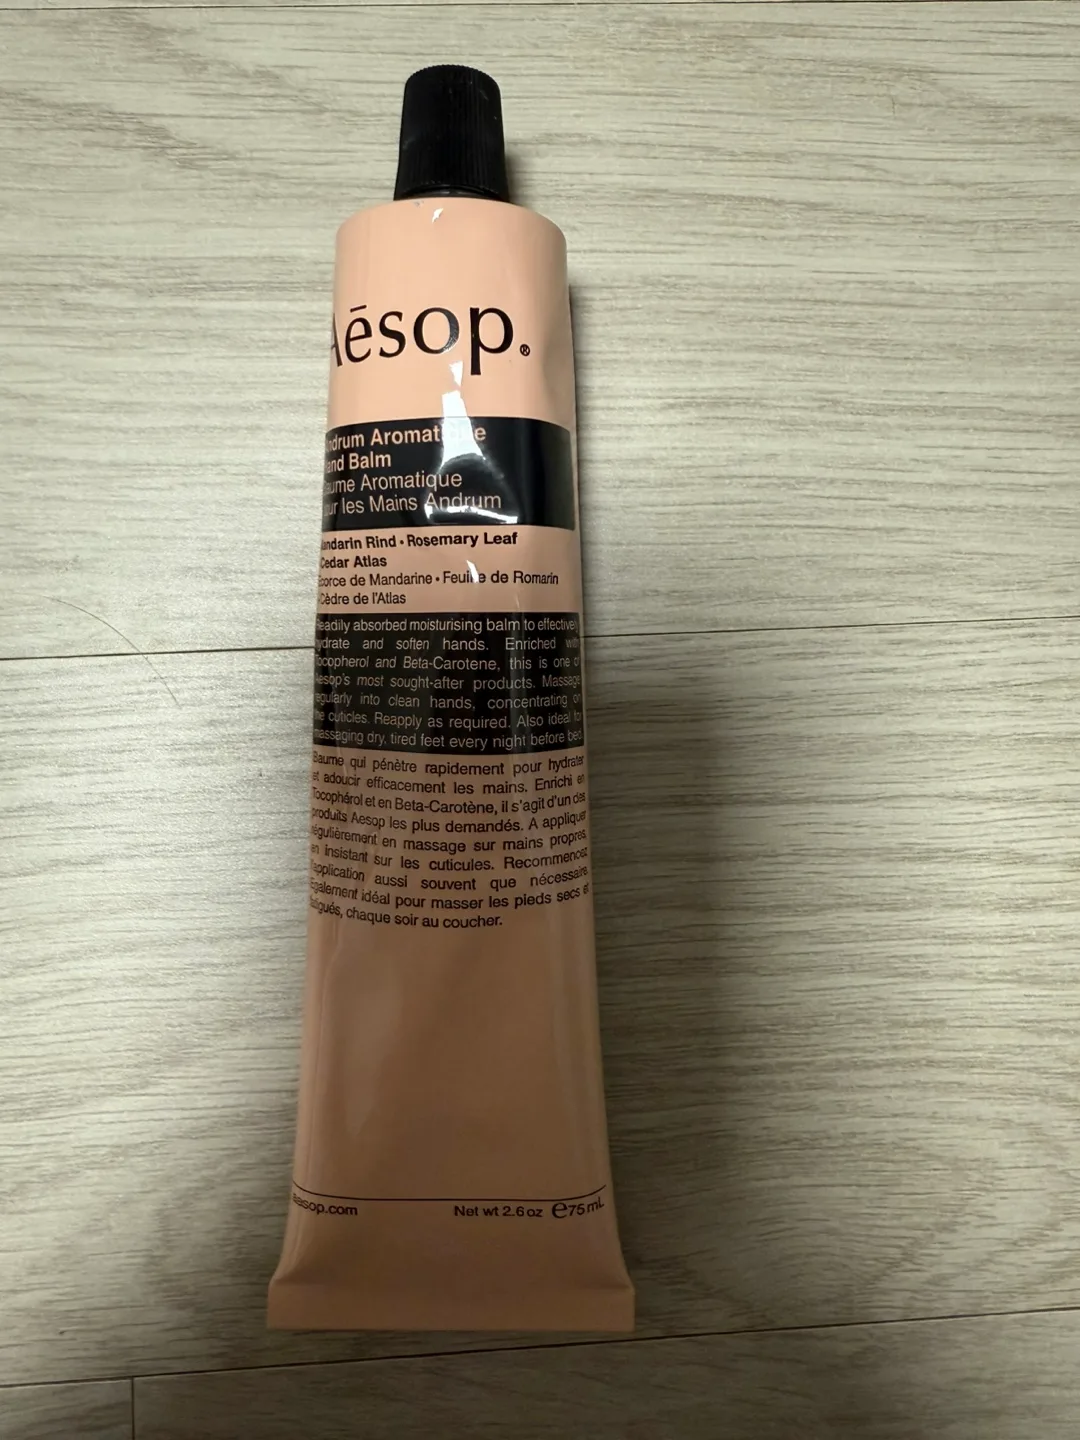 Aēsop.®
Andrum Aromatique
Hand Balm
Baume Aromatique
pour les Mains Andrum
Mandarin Rind • Rosemary Leaf
• Cedar Atlas
Écorce de Mandarine • Feuille de Romarin
• Cèdre de l'Atlas
Readily absorbed moisturising balm to effectively
hydrate and soften hands. Enriched with
Tocopherol and Beta-Carotene, this is one of
Aesop's most sought-after products. Massage
regularly into clean hands, concentrating on
the cuticles. Reapply as required. Also ideal for
massaging dry, tired feet every night before bed.
Baume qui pénètre rapidement pour hydrater
et adoucir efficacement les mains. Enrichi en
Tocophérol et en Beta-Carotène, il s'agit d'un des
produits Aesop les plus demandés. A appliquer
régulièrement en massage sur mains propres,
en insistant sur les cuticules. Recommencez
l'application aussi souvent que nécessaire.
Egalement idéal pour masser les pieds secs et
fatigués, chaque soir au coucher.
aesop.com
Net wt 2.6 oz ℮75 mL